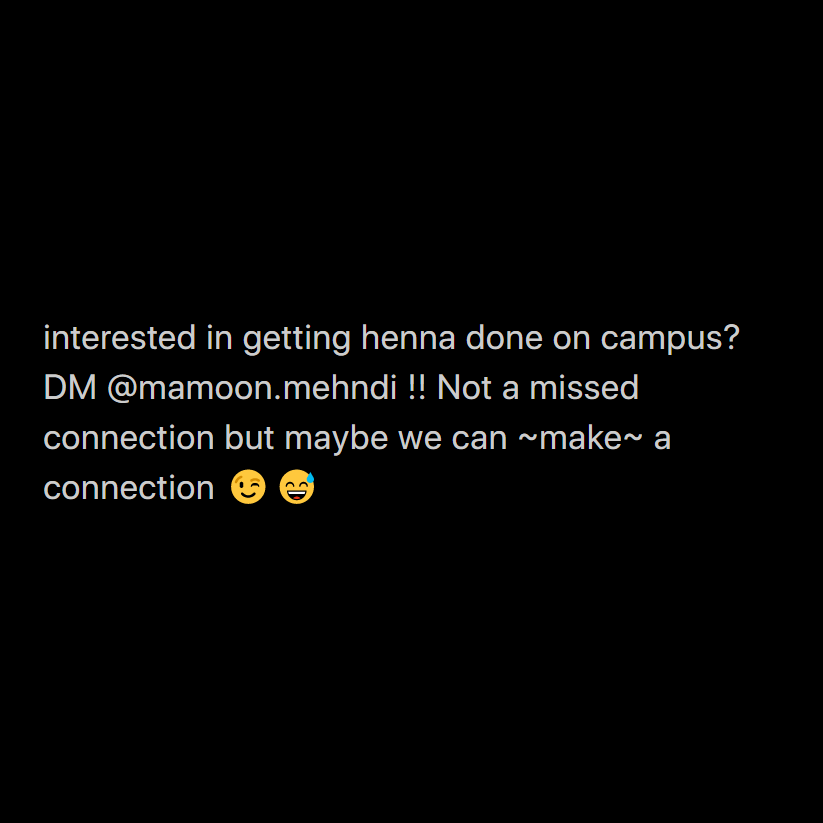 interested in getting henna done on campus?
DM @mamoon.mehndi !! Not a missed
connection but maybe we can ~make~ a
connection 😉 😅